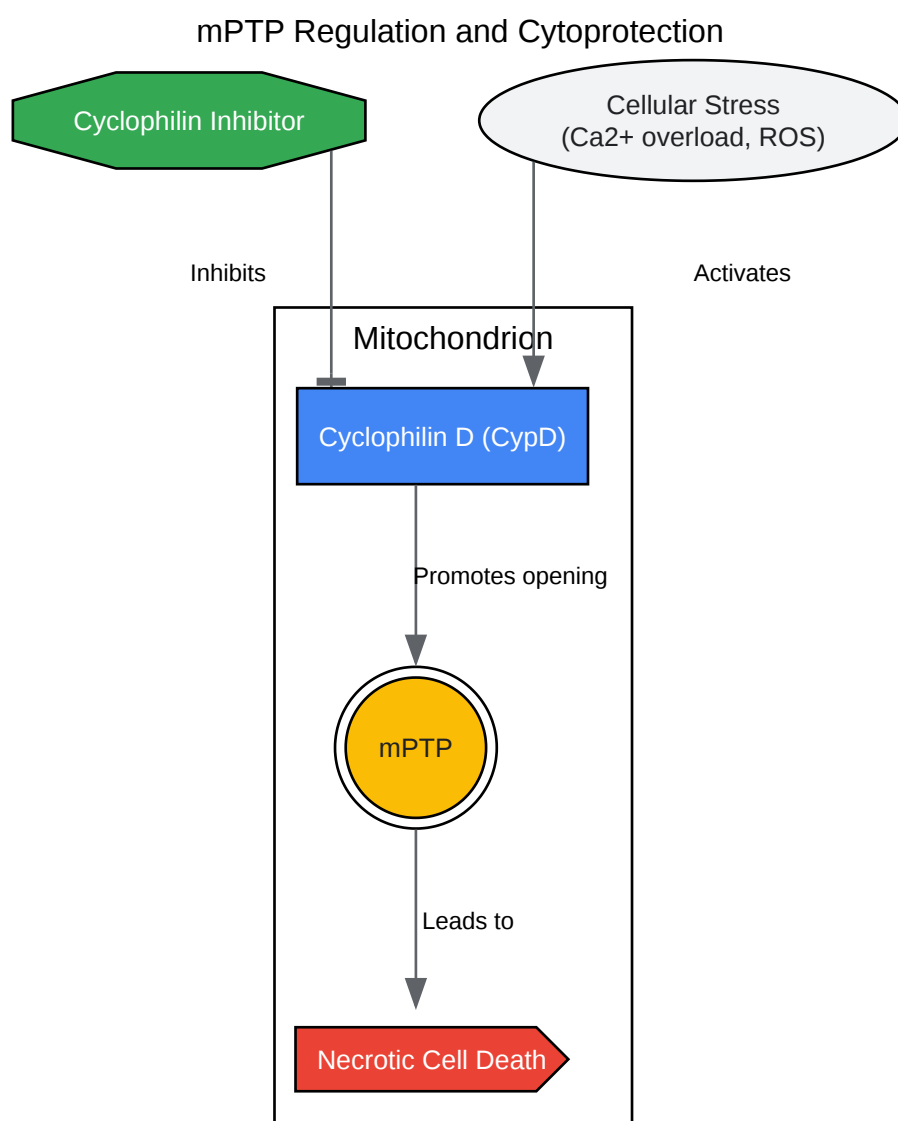 mPTP Regulation and Cytoprotection
Cyclophilin Inhibitor
Cellular Stress
(Ca2+ overload, ROS)
Inhibits
Activates
Mitochondrion
Cyclophilin D (CypD)
Promotes opening
mPTP
Leads to
Necrotic Cell Death